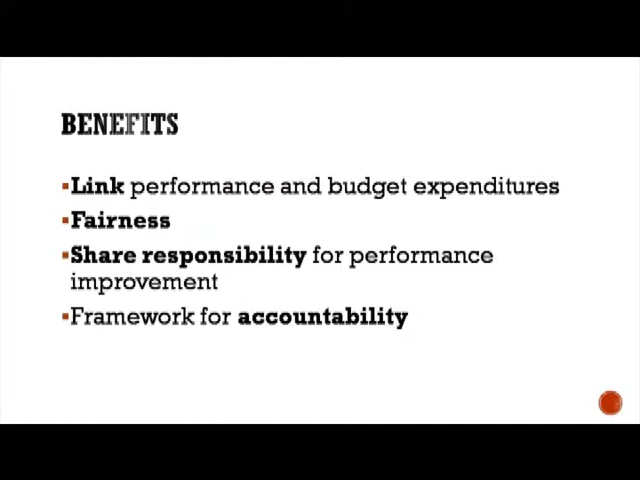 BENEFITS
▪Link performance and budget expenditures
▪Fairness
▪Share responsibility for performance
improvement
▪Framework for accountability